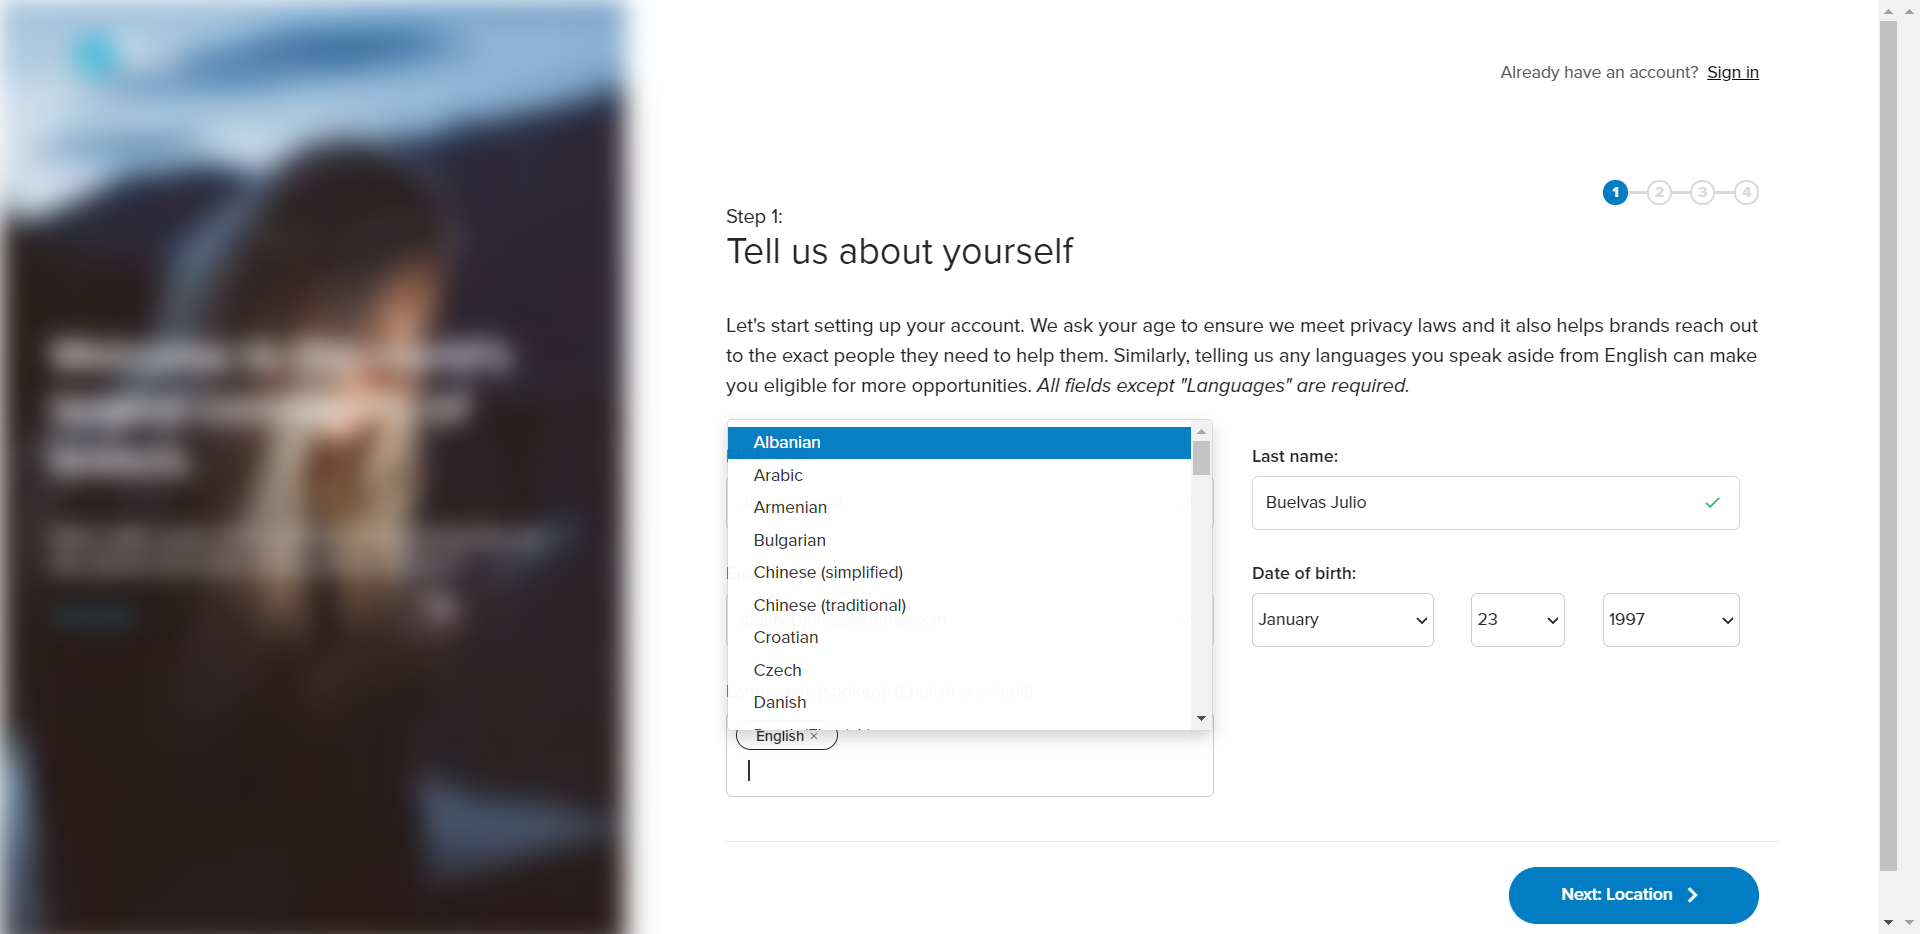 Already have an account? Sign in
1 2 3 4
Step 1:
Tell us about yourself
Let's start setting up your account. We ask your age to ensure we meet privacy laws and it also helps brands reach out
to the exact people they need to help them. Similarly, telling us any languages you speak aside from English can make
you eligible for more opportunities. All fields except "Languages" are required.
Albanian
Arabic
Armenian
Bulgarian
Chinese (simplified)
Chinese (traditional)
Croatian
Czech
Danish
English ×
Last name:
Buelvas Julio
Date of birth:
January 23 1997
Next: Location